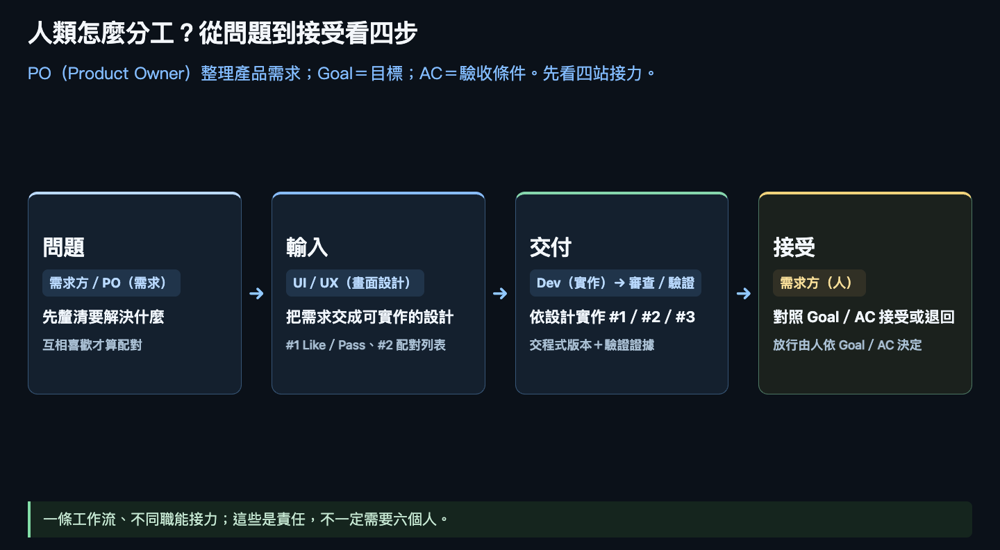 人類怎麼分工？從問題到接受看四步
PO（Product Owner）整理產品需求；Goal＝目標；AC＝驗收條件。先看四站接力。
問題
需求方 / PO（需求）
先釐清要解決什麼
互相喜歡才算配對
→
輸入
UI / UX（畫面設計）
把需求交成可實作的設計
#1 Like / Pass、#2 配對列表
→
交付
Dev（實作）→ 審查 / 驗證
依設計實作 #1 / #2 / #3
交程式版本＋驗證證據
→
接受
需求方（人）
對照 Goal / AC 接受或退回
放行由人依 Goal / AC 決定
一條工作流、不同職能接力；這些是責任，不一定需要六個人。